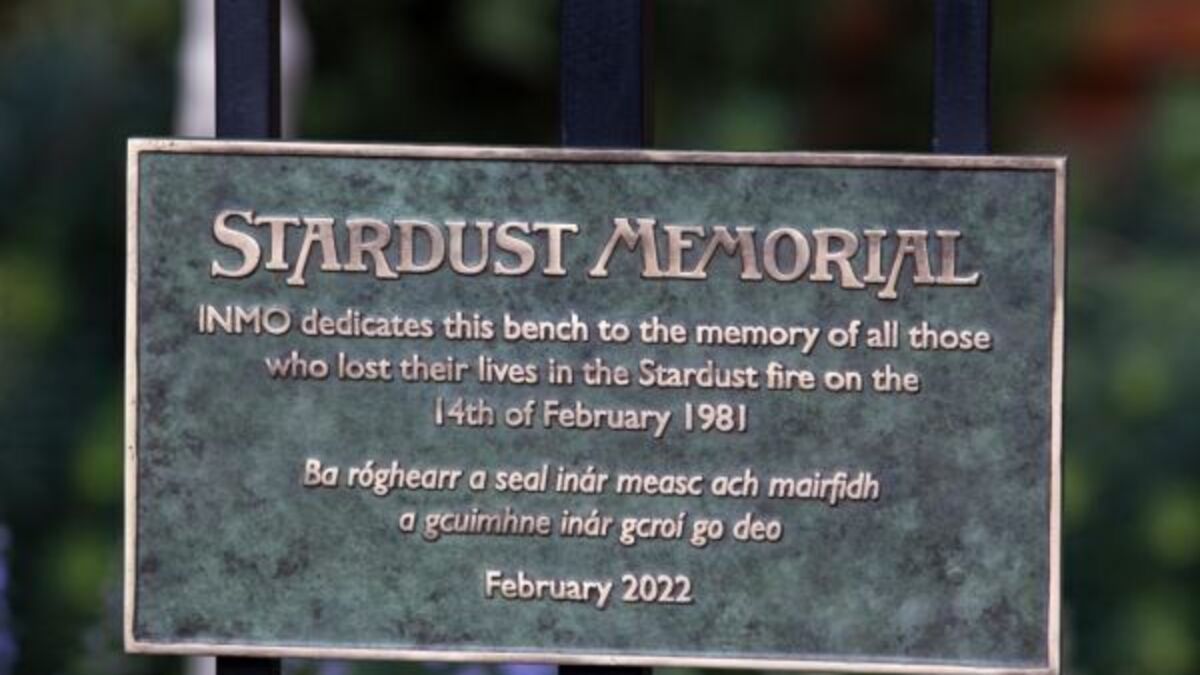 STARDUST MEMORIAL
INMO dedicates this bench to the memory of all those
who lost their lives in the Stardust fire on the
14th of February 1981
Ba róghearr a seal inár measc ach mairfidh
a gcuimhne inár gcroí go deo
February 2022